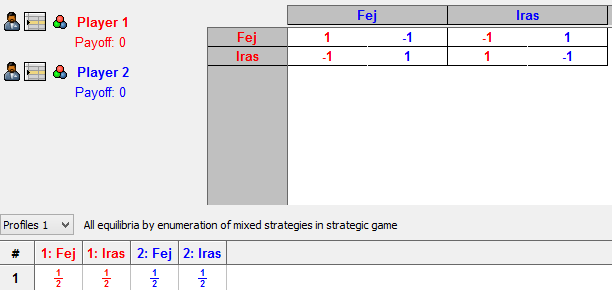 Player 1
Payoff: 0
Player 2
Payoff: 0
Fej Iras
Fej 1 -1 -1 1
Iras -1 1 1 -1
Profiles 1 All equilibria by enumeration of mixed strategies in strategic game
# 1: Fej 1: Iras 2: Fej 2: Iras
1 1/2 1/2 1/2 1/2